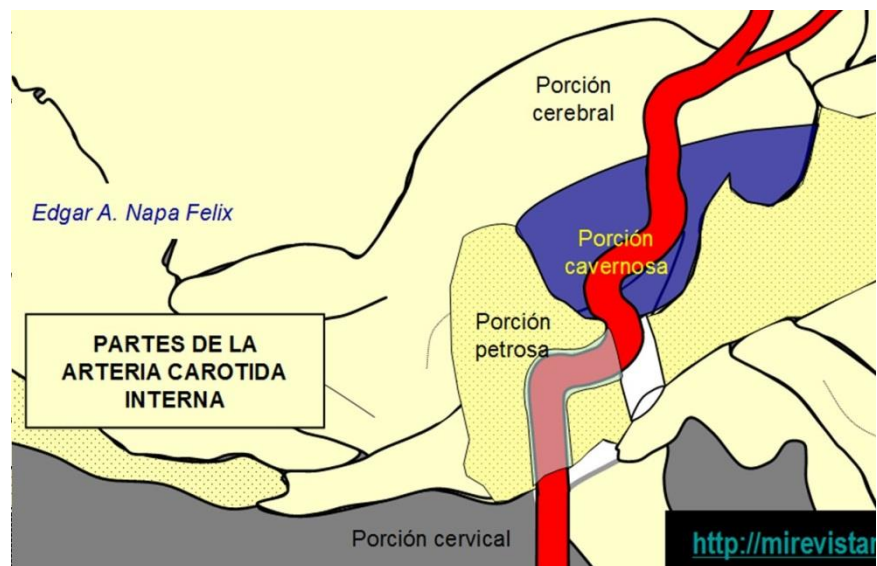 Porción
cerebral
Edgar A. Napa Felix
Porción
cavernosa
Porción
petrosa
PARTES DE LA
ARTERIA CAROTIDA
INTERNA
Porción cervical
http://mirevistar